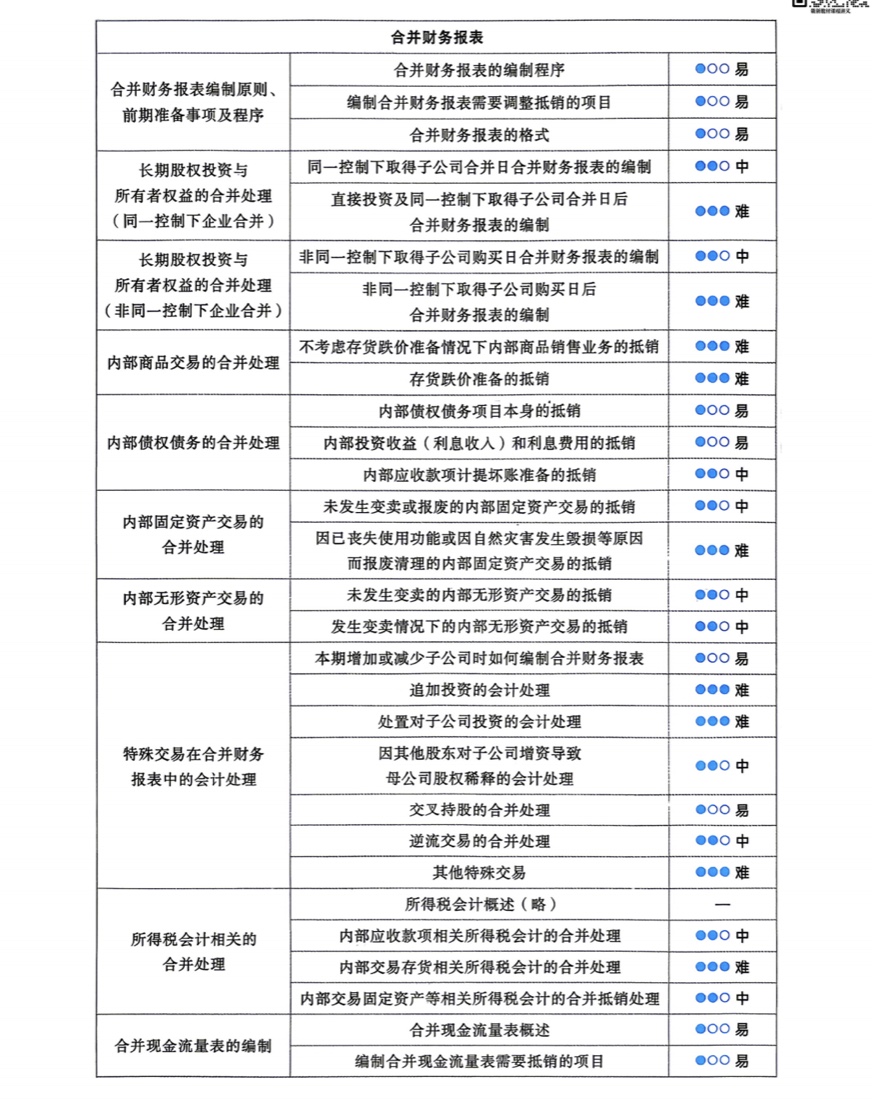 合并财务报表
合并财务报表编制原则、
前期准备事项及程序
合并财务报表的编制程序
●○○ 易
编制合并财务报表需要调整抵销的项目
●○○ 易
合并财务报表的格式
●○○ 易
长期股权投资与
所有者权益的合并处理
（同一控制下企业合并）
同一控制下取得子公司合并日合并财务报表的编制
●●○ 中
直接投资及同一控制下取得子公司合并日后
合并财务报表的编制
●●● 难
长期股权投资与
所有者权益的合并处理
（非同一控制下企业合并）
非同一控制下取得子公司购买日合并财务报表的编制
●●○ 中
非同一控制下取得子公司购买日后
合并财务报表的编制
●●● 难
内部商品交易的合并处理
不考虑存货跌价准备情况下内部商品销售业务的抵销
●●● 难
存货跌价准备的抵销
●●● 难
内部债权债务的合并处理
内部债权债务项目本身的抵销
●○○ 易
内部投资收益（利息收入）和利息费用的抵销
●○○ 易
内部应收款项计提坏账准备的抵销
●●○ 中
内部固定资产交易的
合并处理
未发生变卖或报废的内部固定资产交易的抵销
●●○ 中
因已丧失使用功能或因自然灾害发生毁损等原因
而报废清理的内部固定资产交易的抵销
●●● 难
内部无形资产交易的
合并处理
未发生变卖的内部无形资产交易的抵销
●●○ 中
发生变卖情况下的内部无形资产交易的抵销
●●○ 中
特殊交易在合并财务
报表中的会计处理
本期增加或减少子公司时如何编制合并财务报表
●○○ 易
追加投资的会计处理
●●● 难
处置对子公司投资的会计处理
●●● 难
因其他股东对子公司增资导致
母公司股权稀释的会计处理
●●○ 中
交叉持股的合并处理
●○○ 易
逆流交易的合并处理
●●○ 中
其他特殊交易
●●● 难
所得税会计相关的
合并处理
所得税会计概述（略）
—
内部应收款项相关所得税会计的合并处理
●●○ 中
内部交易存货相关所得税会计的合并处理
●●● 难
内部交易固定资产等相关所得税会计的合并抵销处理
●●○ 中
合并现金流量表的编制
合并现金流量表概述
●○○ 易
编制合并现金流量表需要抵销的项目
●○○ 易